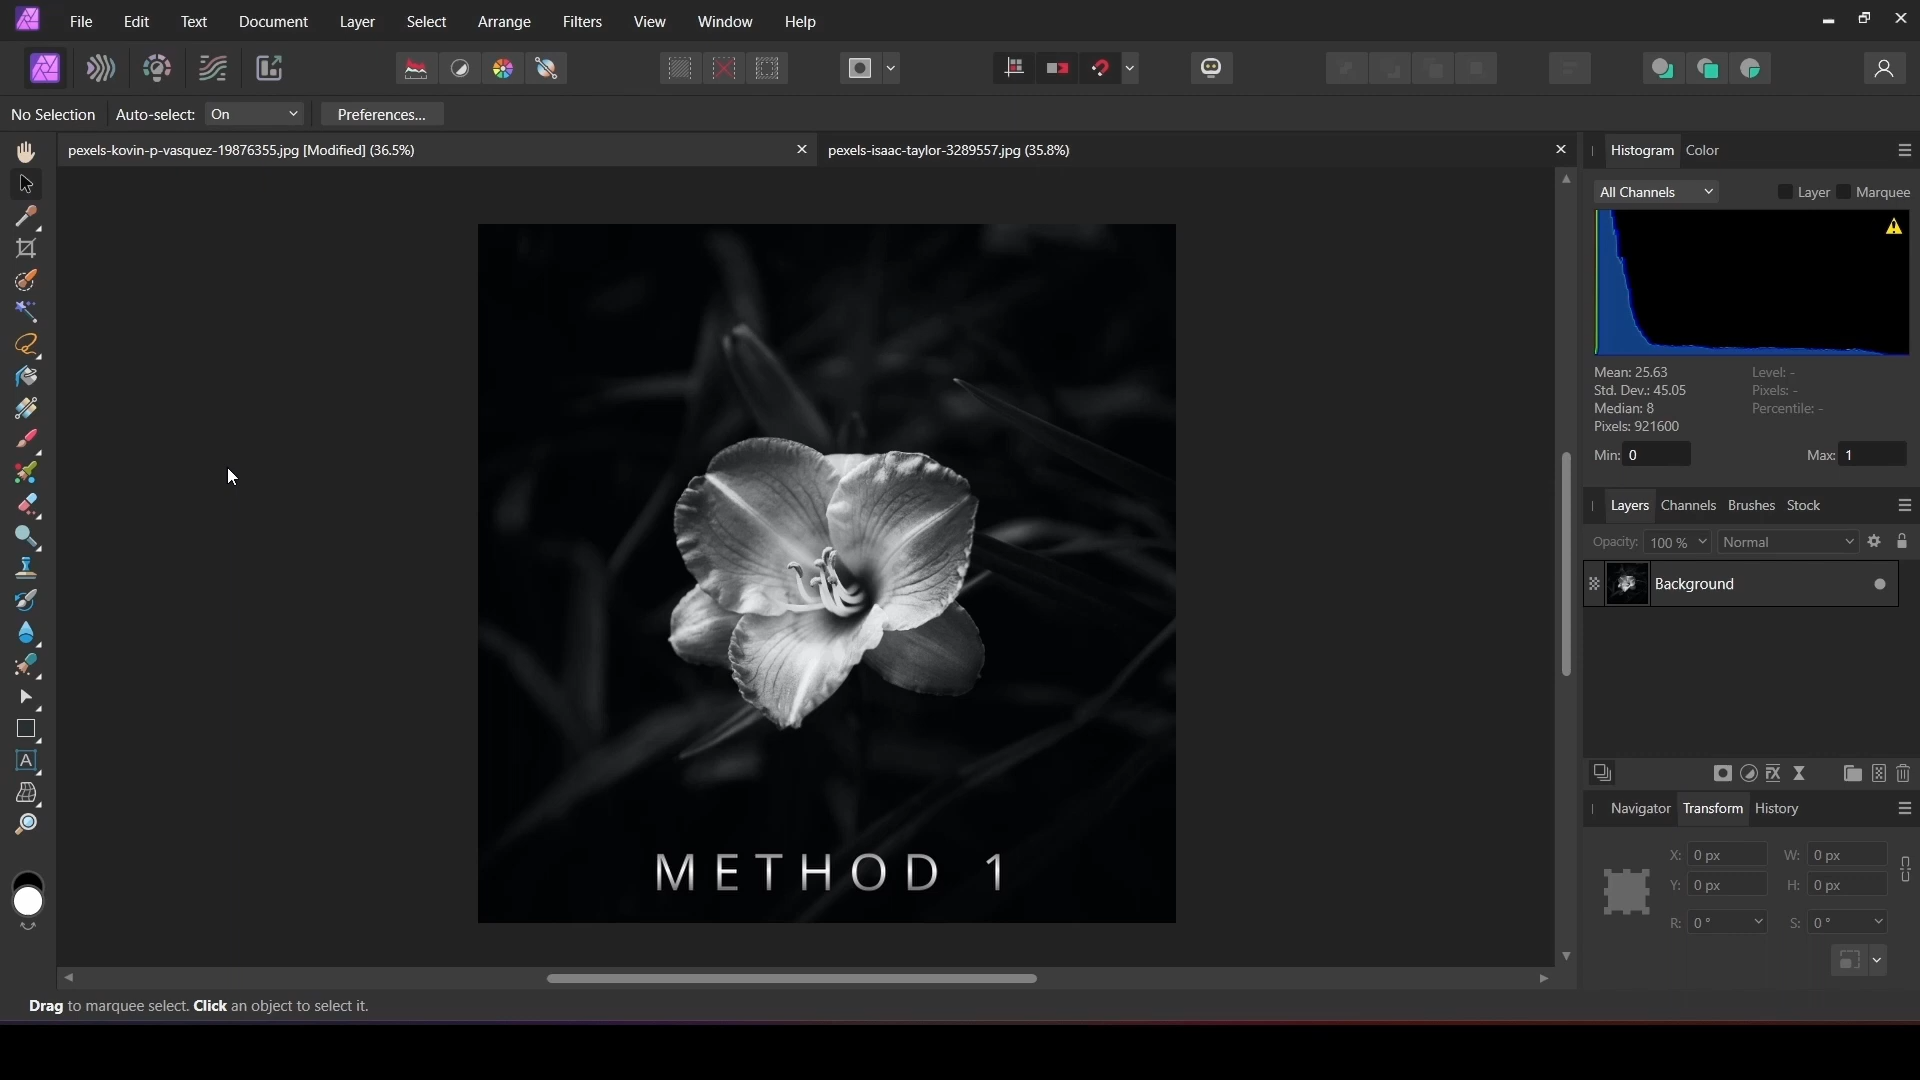 File Edit Text Document Layer Select Arrange Filters View Window Help
No Selection Auto-select: On Preferences...
pexels-kovin-p-vasquez-19876355.jpg [Modified] (36.5%) pexels-isaac-taylor-3289557.jpg (35.8%)
Histogram Color
All Channels Layer Marquee
Mean: 25.63 Level: -
Std. Dev.: 45.05 Pixels: -
Median: 8 Percentile: -
Pixels: 921600
Min: 0 Max: 1
Layers Channels Brushes Stock
Opacity: 100 % Normal
Background
METHOD 1
Navigator Transform History
X: 0 px W: 0 px
Y: 0 px H: 0 px
R: 0 ° S: 0 °
Drag to marquee select. Click an object to select it.